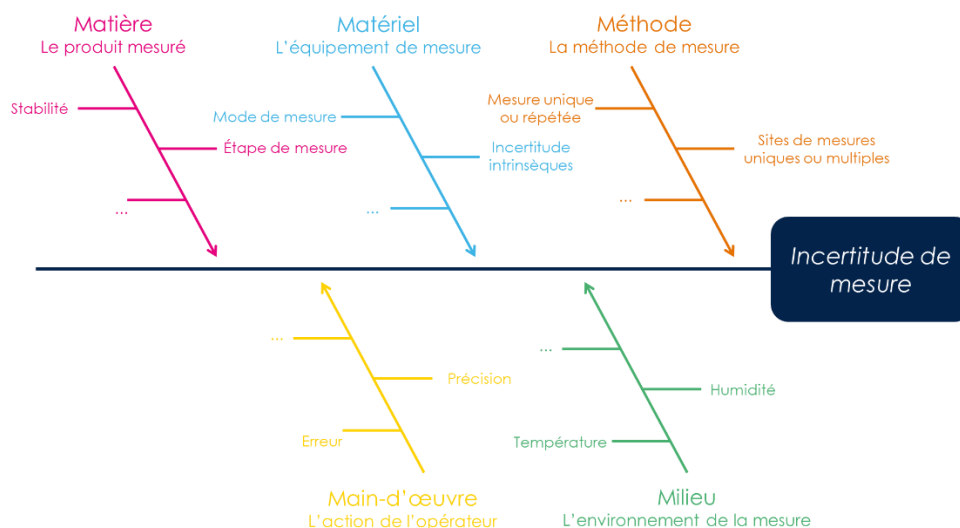 Matière
Le produit mesuré
Stabilité
Étape de mesure
...
Matériel
L'équipement de mesure
Mode de mesure
Incertitude
intrinsèques
...
Méthode
La méthode de mesure
Mesure unique
ou répétée
Sites de mesures
uniques ou multiples
...
Incertitude de
mesure
...
Précision
Erreur
Main-d'œuvre
L'action de l'opérateur
...
Humidité
Température
Milieu
L'environnement de la mesure